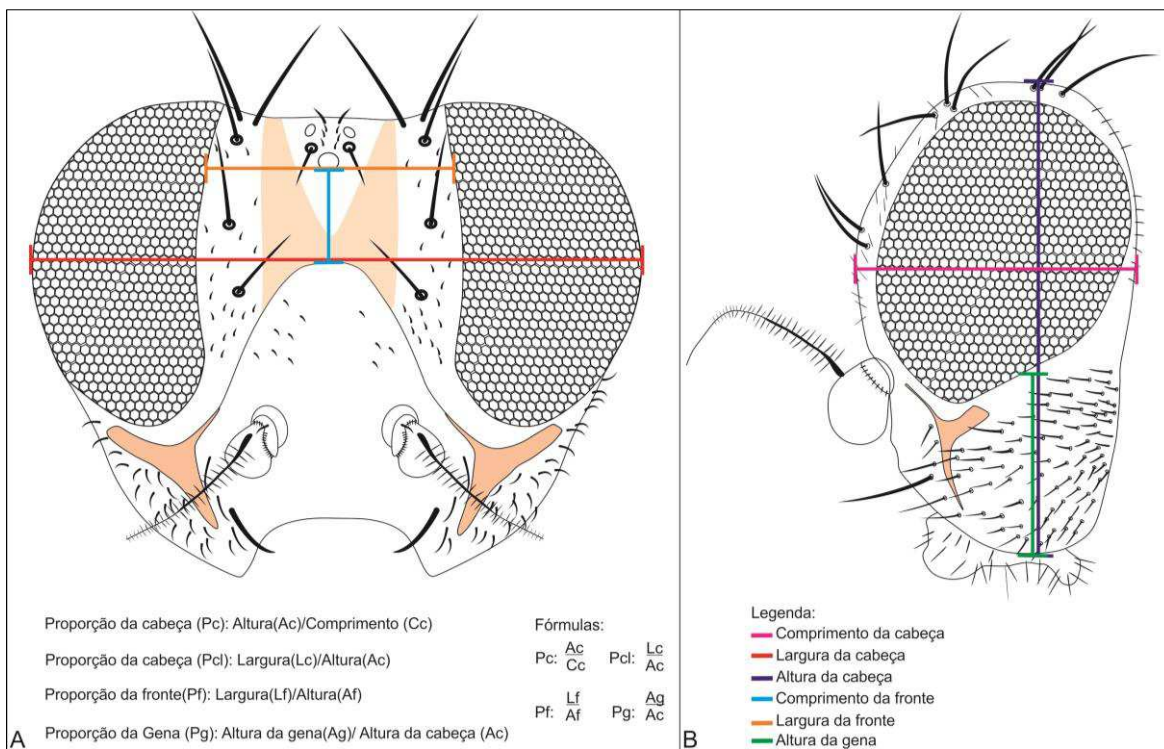 Proporção da cabeça (Pc): Altura(Ac)/Comprimento (Cc)
Proporção da cabeça (Pcl): Largura(Lc)/Altura(Ac)
Proporção da fronte(Pf): Largura(Lf)/Altura(Af)
Proporção da Gena (Pg): Altura da gena(Ag)/ Altura da cabeça (Ac)
Fórmulas:
Pc: Ac/Cc Pcl: Lc/Ac
Pf: Lf/Af Pg: Ag/Ac
A
Legenda:
Comprimento da cabeça
Largura da cabeça
Altura da cabeça
Comprimento da fronte
Largura da fronte
Altura da gena
B